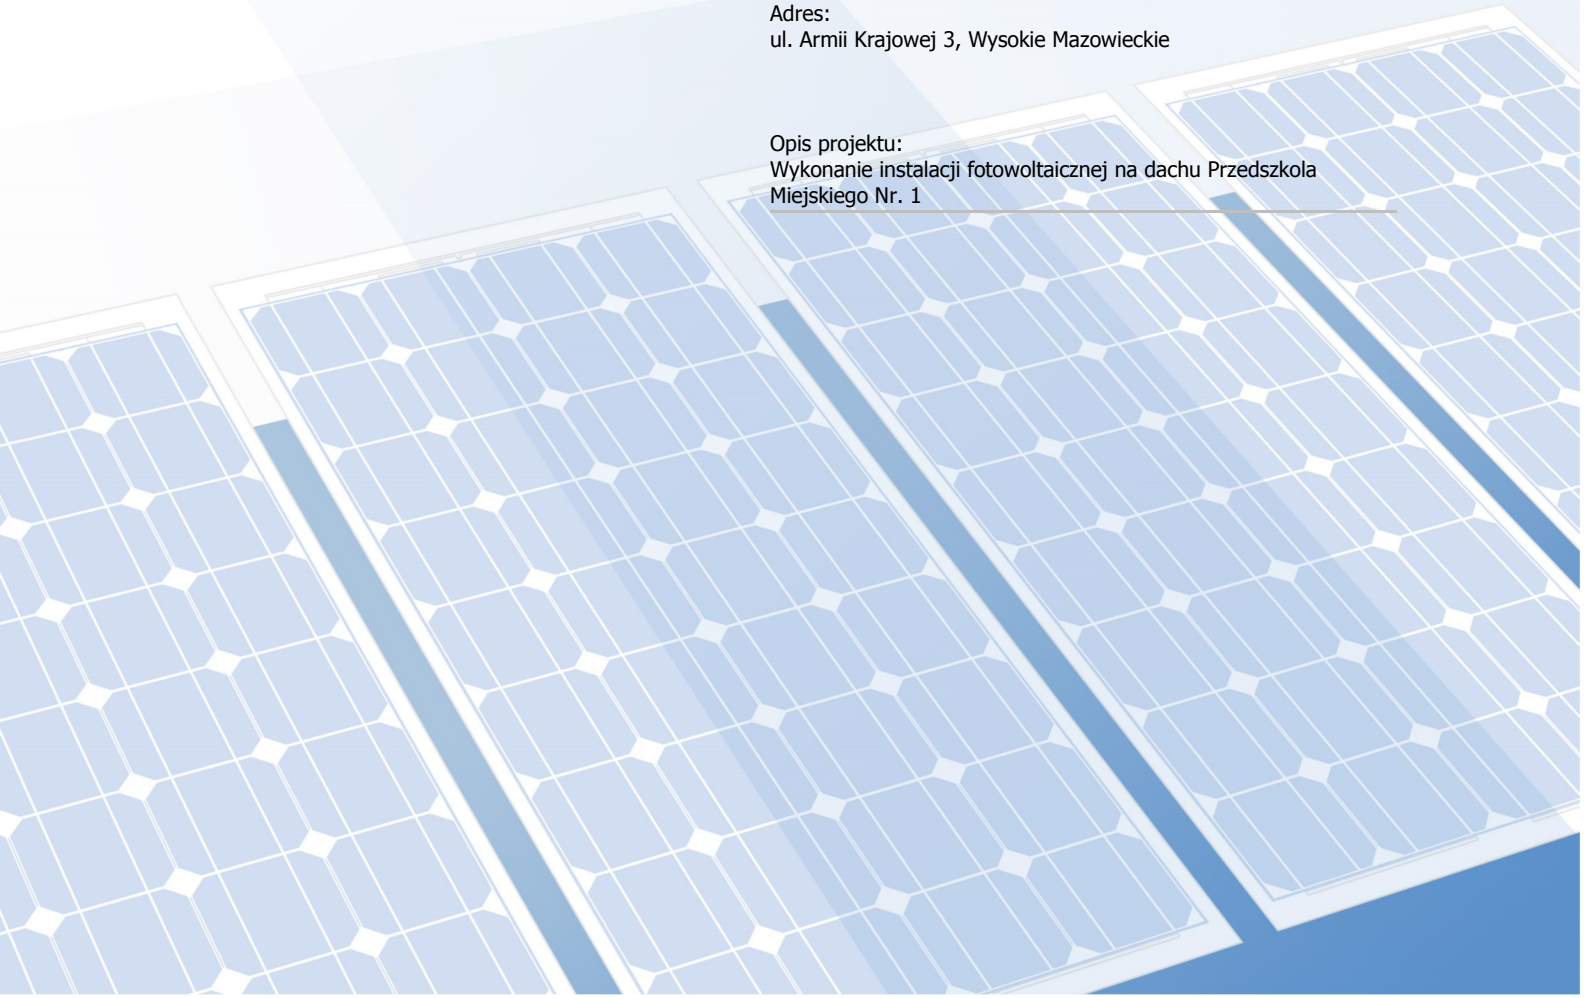 Adres:
ul. Armii Krajowej 3, Wysokie Mazowieckie
Opis projektu:
Wykonanie instalacji fotowoltaicznej na dachu Przedszkola
Miejskiego Nr. 1